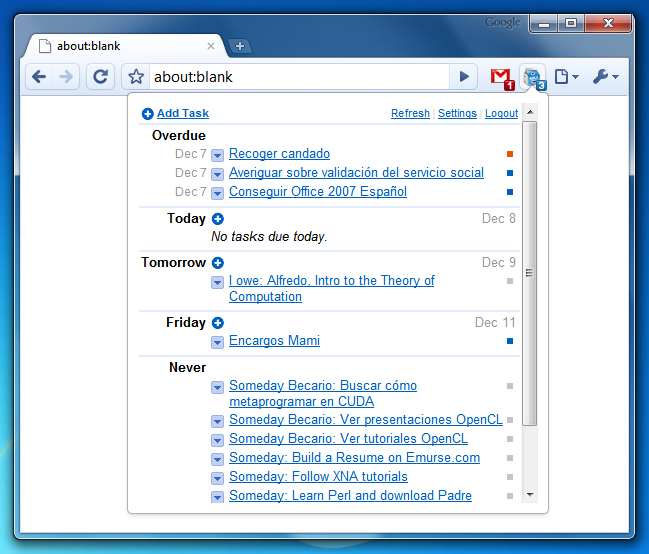 Google
about:blank
about:blank
1
3
Add Task
Refresh | Settings | Logout
Overdue
Dec 7 Recoger candado
Dec 7 Averiguar sobre validación del servicio social
Dec 7 Conseguir Office 2007 Español
Today Dec 8
No tasks due today.
Tomorrow Dec 9
I owe: Alfredo, Intro to the Theory of
Computation
Friday Dec 11
Encargos Mami
Never
Someday Becario: Buscar cómo
metaprogramar en CUDA
Someday Becario: Ver presentaciones OpenCL
Someday Becario: Ver tutoriales OpenCL
Someday: Build a Resume on Emurse.com
Someday: Follow XNA tutorials
Someday: Learn Perl and download Padre